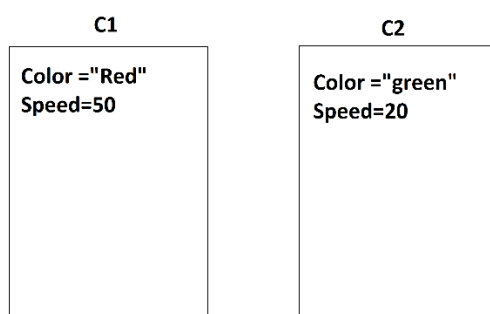 C1
Color ="Red"
Speed=50
C2
Color ="green"
Speed=20